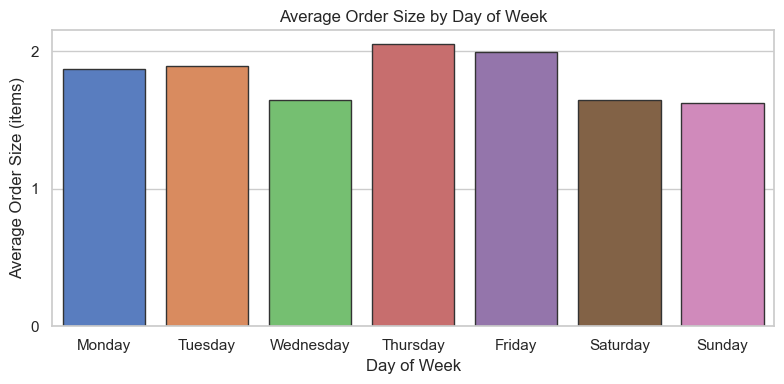 Average Order Size by Day of Week
Average Order Size (items)
2
1
0
Monday Tuesday Wednesday Thursday Friday Saturday Sunday
Day of Week